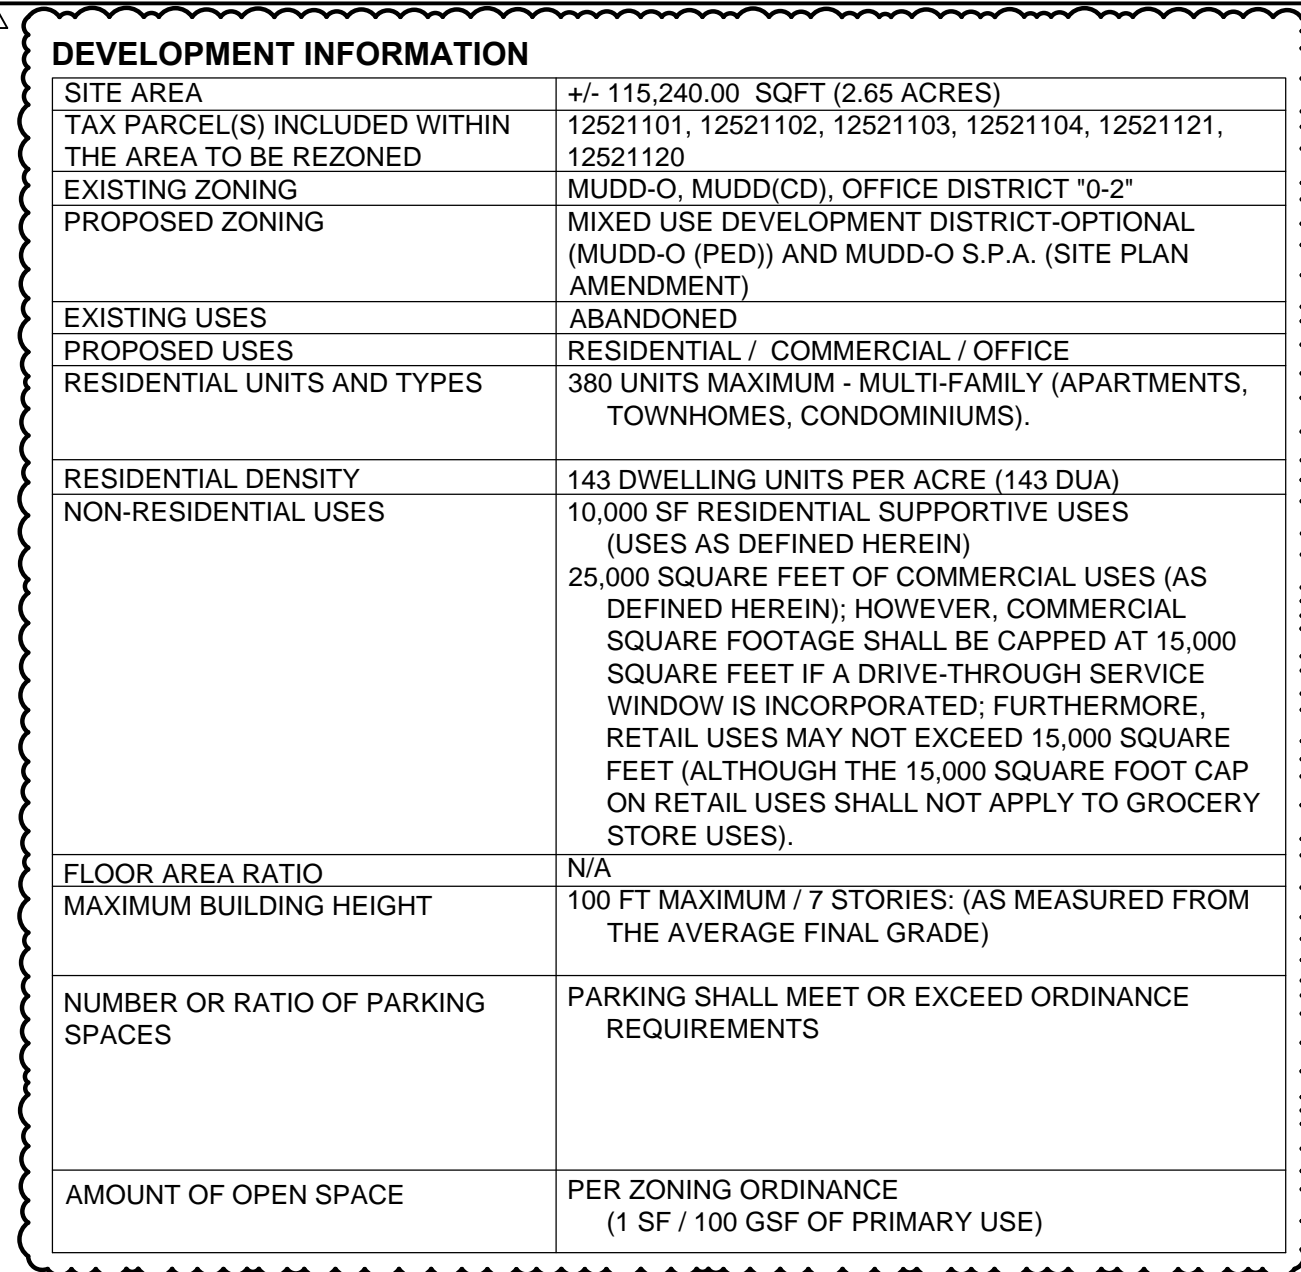 DEVELOPMENT INFORMATION
SITE AREA
+/- 115,240.00 SQFT (2.65 ACRES)
TAX PARCEL(S) INCLUDED WITHIN
THE AREA TO BE REZONED
12521101, 12521102, 12521103, 12521104, 12521121,
12521120
EXISTING ZONING
MUDD-O, MUDD(CD), OFFICE DISTRICT "0-2"
PROPOSED ZONING
MIXED USE DEVELOPMENT DISTRICT-OPTIONAL
(MUDD-O (PED)) AND MUDD-O S.P.A. (SITE PLAN
AMENDMENT)
EXISTING USES
ABANDONED
PROPOSED USES
RESIDENTIAL / COMMERCIAL / OFFICE
RESIDENTIAL UNITS AND TYPES
380 UNITS MAXIMUM - MULTI-FAMILY (APARTMENTS,
TOWNHOMES, CONDOMINIUMS).
RESIDENTIAL DENSITY
143 DWELLING UNITS PER ACRE (143 DUA)
NON-RESIDENTIAL USES
10,000 SF RESIDENTIAL SUPPORTIVE USES
(USES AS DEFINED HEREIN)
25,000 SQUARE FEET OF COMMERCIAL USES (AS
DEFINED HEREIN); HOWEVER, COMMERCIAL
SQUARE FOOTAGE SHALL BE CAPPED AT 15,000
SQUARE FEET IF A DRIVE-THROUGH SERVICE
WINDOW IS INCORPORATED; FURTHERMORE,
RETAIL USES MAY NOT EXCEED 15,000 SQUARE
FEET (ALTHOUGH THE 15,000 SQUARE FOOT CAP
ON RETAIL USES SHALL NOT APPLY TO GROCERY
STORE USES).
FLOOR AREA RATIO
N/A
MAXIMUM BUILDING HEIGHT
100 FT MAXIMUM / 7 STORIES: (AS MEASURED FROM
THE AVERAGE FINAL GRADE)
NUMBER OR RATIO OF PARKING
SPACES
PARKING SHALL MEET OR EXCEED ORDINANCE
REQUIREMENTS
AMOUNT OF OPEN SPACE
PER ZONING ORDINANCE
(1 SF / 100 GSF OF PRIMARY USE)